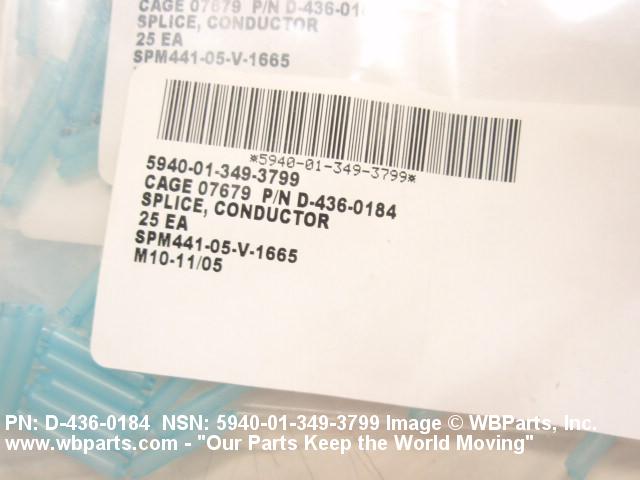 CAGE 07679 P/N D-436-01
SPLICE, CONDUCTOR
25 EA
SPM441-05-V-1665
*5940-01-349-3799*
5940-01-349-3799
CAGE 07679 P/N D-436-0184
SPLICE, CONDUCTOR
25 EA
SPM441-05-V-1665
M10-11/05
PN: D-436-0184 NSN: 5940-01-349-3799 Image © WBParts, Inc.
www.wbparts.com - "Our Parts Keep the World Moving"